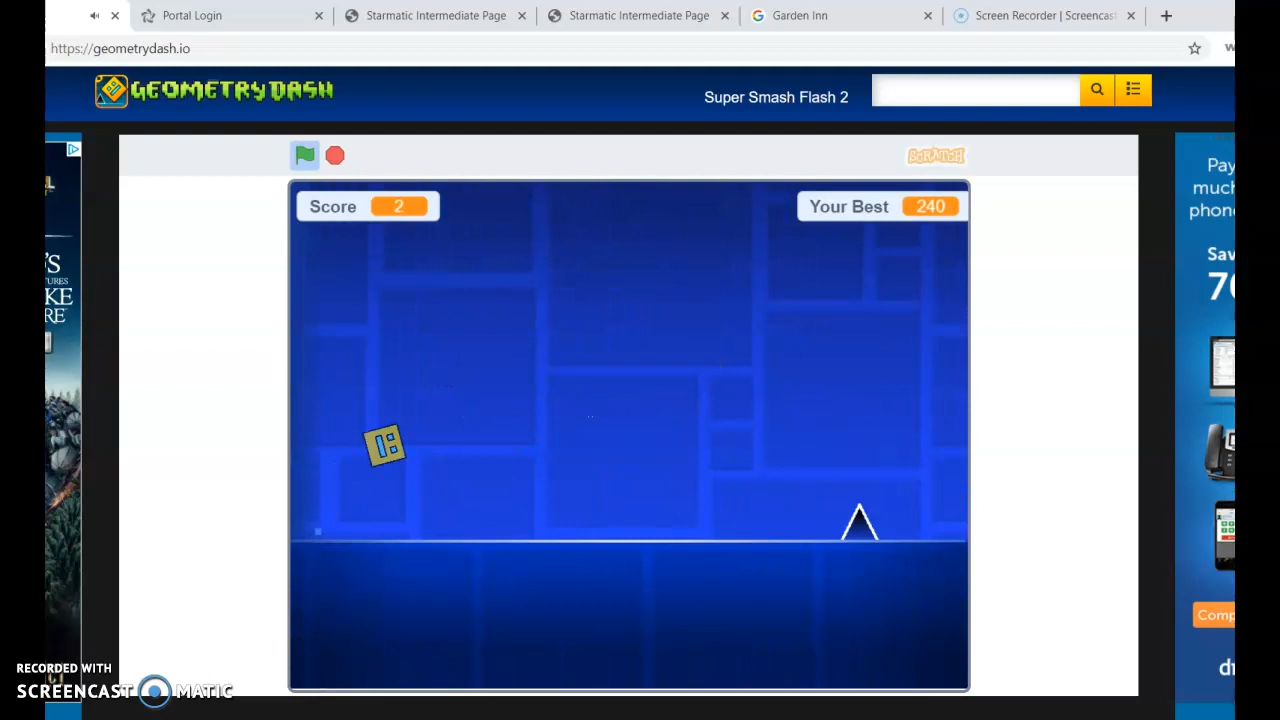 Portal Login
Starmatic Intermediate Page
Starmatic Intermediate Page
Garden Inn
Screen Recorder | Screencast
https://geometrydash.io
GEOMETRY DASH
Super Smash Flash 2
SCRATCH
Score 2
Your Best 240
Pay
much
phone
Sav
70
Comp
RECORDED WITH
SCREENCAST MATIC